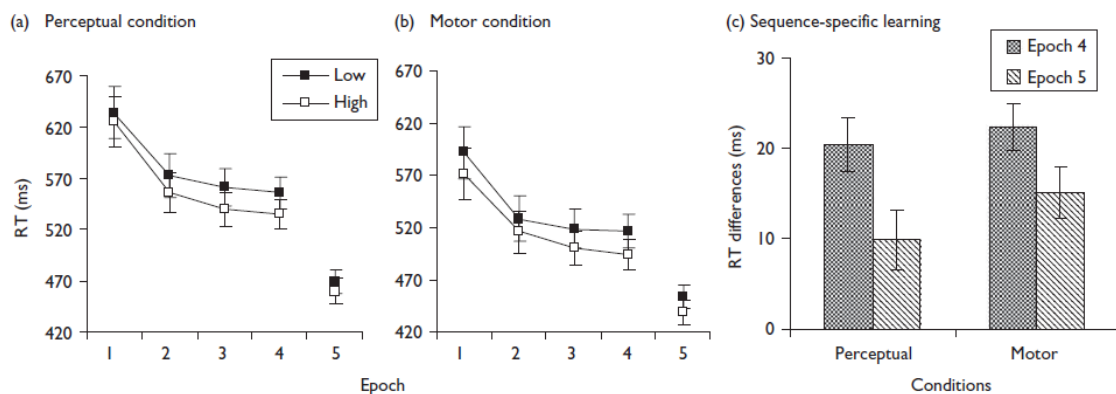 (a) Perceptual condition
(b) Motor condition
(c) Sequence-specific learning
RT (ms)
670
620
570
520
470
420
Low
High
1 2 3 4 5
670
620
570
520
470
420
1 2 3 4 5
Epoch
RT differences (ms)
30
20
10
0
Epoch 4
Epoch 5
Perceptual Motor
Conditions